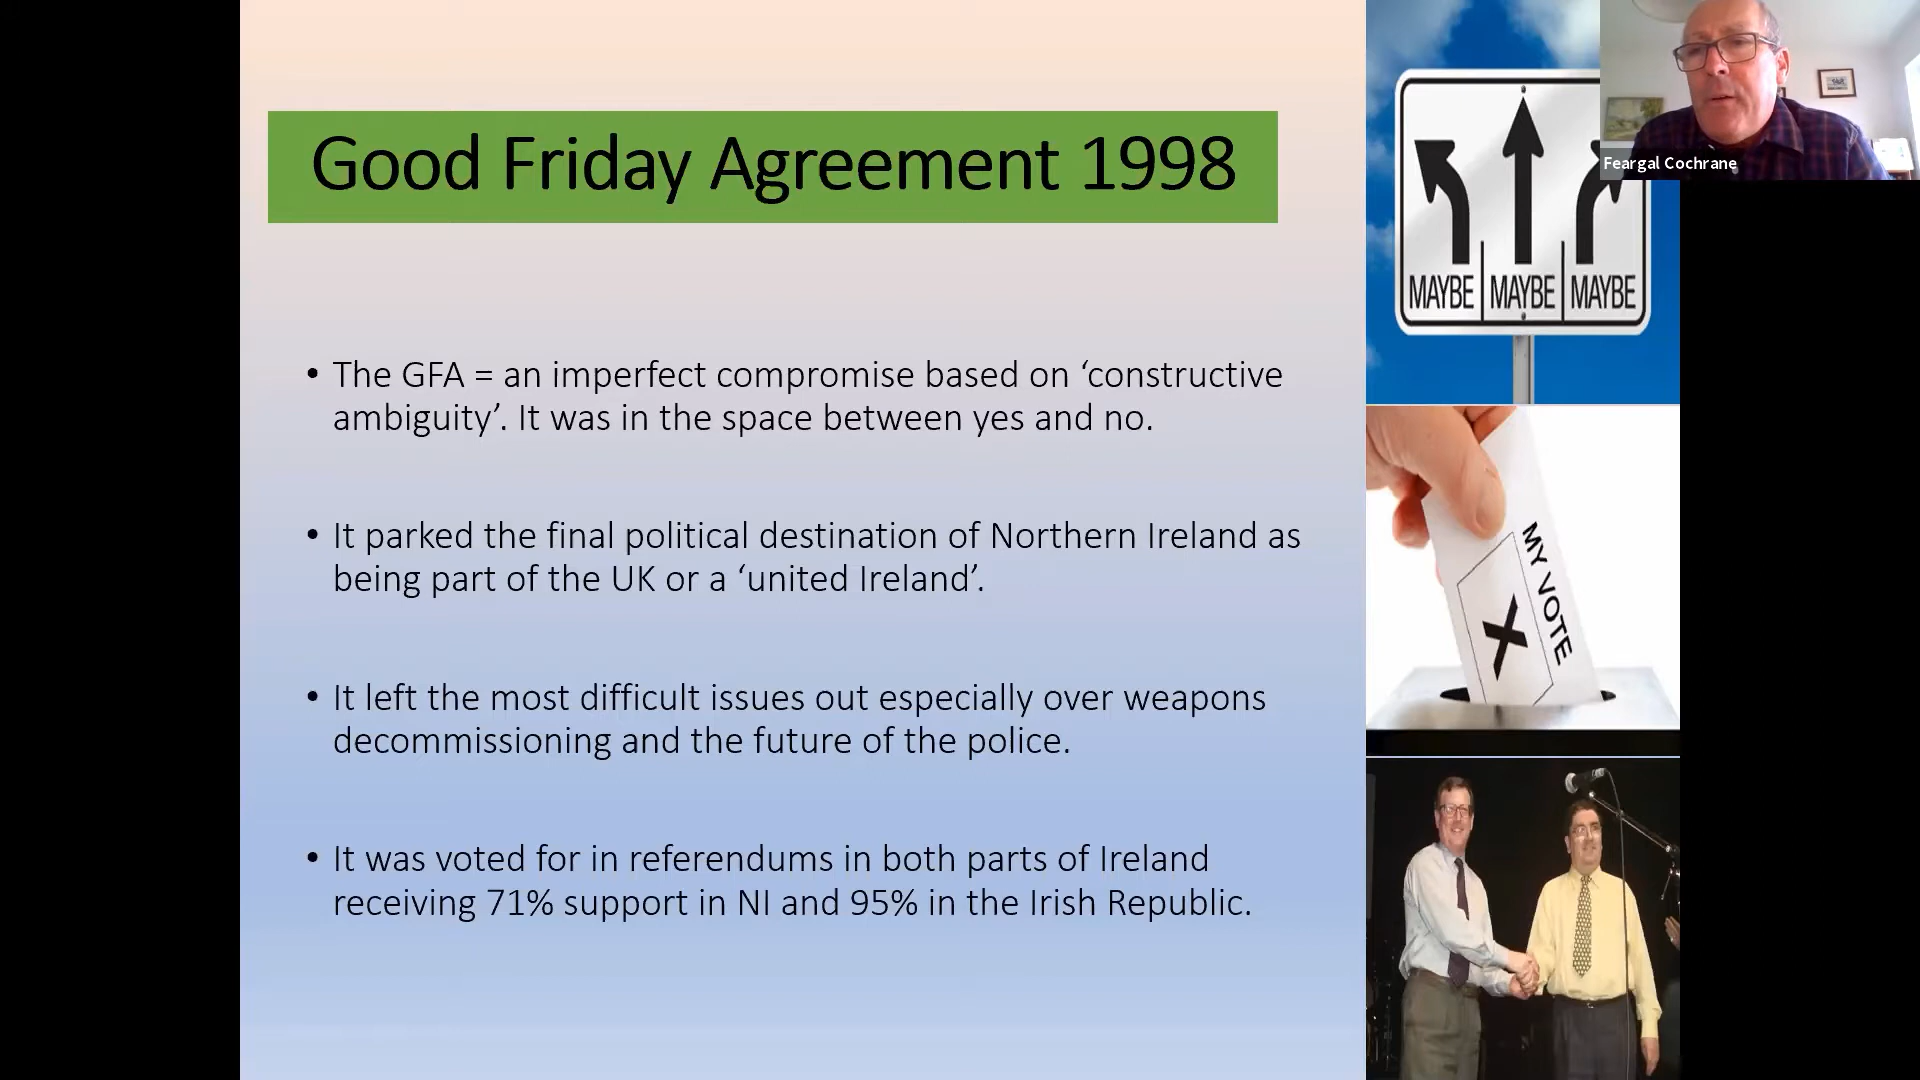 Good Friday Agreement 1998
• The GFA = an imperfect compromise based on ‘constructive
ambiguity’. It was in the space between yes and no.
• It parked the final political destination of Northern Ireland as
being part of the UK or a ‘united Ireland’.
• It left the most difficult issues out especially over weapons
decommissioning and the future of the police.
• It was voted for in referendums in both parts of Ireland
receiving 71% support in NI and 95% in the Irish Republic.
MAYBE MAYBE MAYBE
MY VOTE
X
Feargal Cochrane